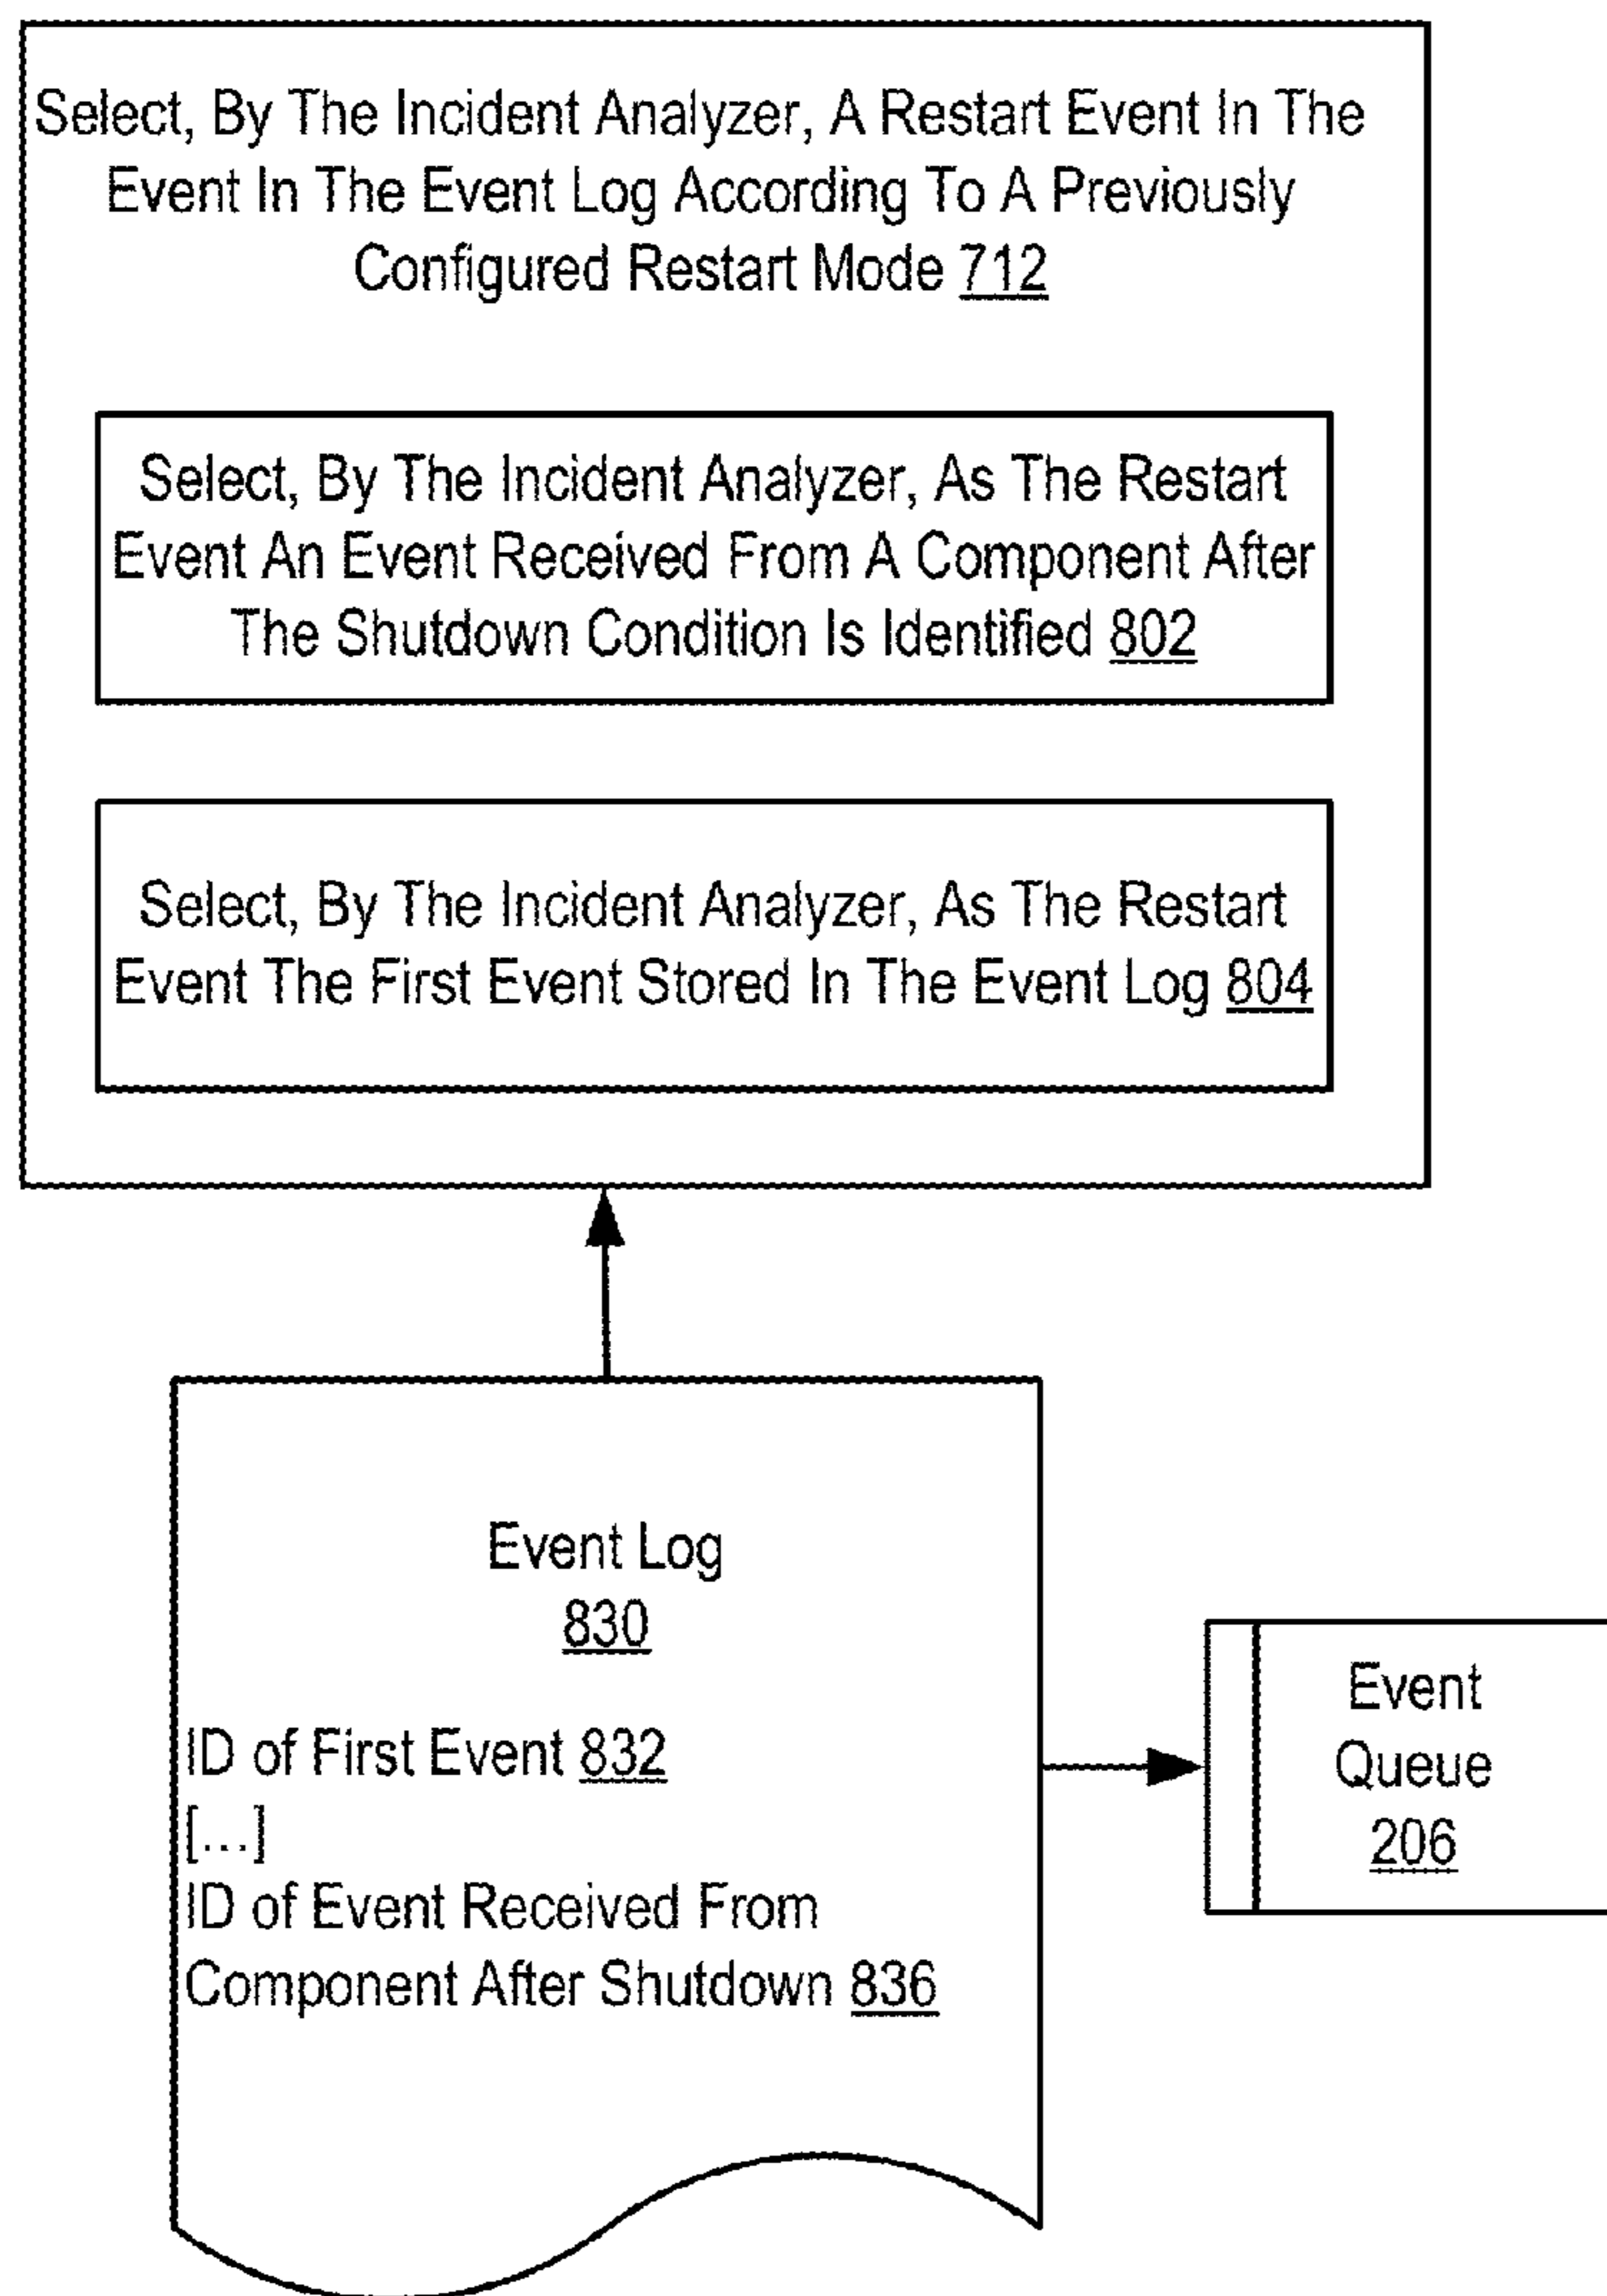 Select, By The Incident Analyzer, A Restart Event In The
Event In The Event Log According To A Previously
Configured Restart Mode 712
Select, By The Incident Analyzer, As The Restart
Event An Event Received From A Component After
The Shutdown Condition Is Identified 802
Select, By The Incident Analyzer, As The Restart
Event The First Event Stored In The Event Log 804
Event Log
830
ID of First Event 832
[...]
ID of Event Received From
Component After Shutdown 836
Event
Queue
206